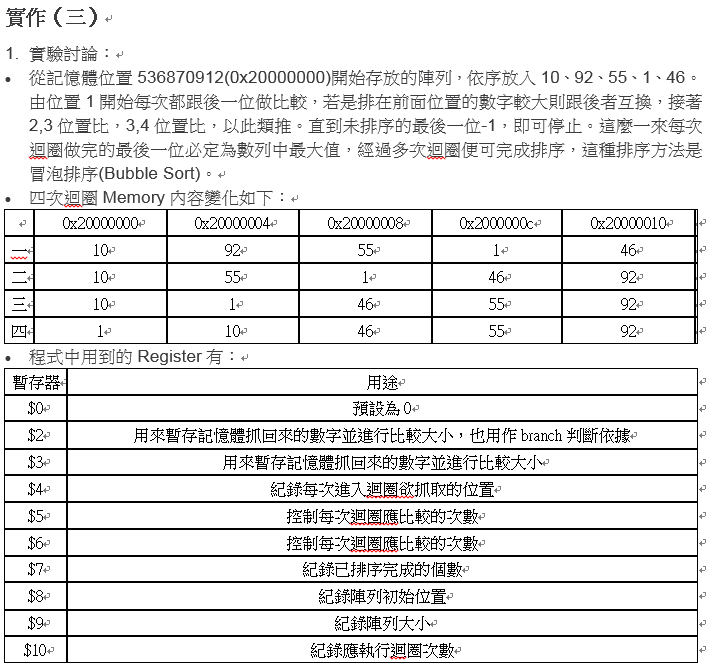 實作（三）
1. 實驗討論：
• 從記憶體位置 536870912(0x20000000)開始存放的陣列，依序放入 10、92、55、1、46。
由位置 1 開始每次都跟後一位做比較，若是排在前面位置的數字較大則跟後者互換，接著
2,3 位置比，3,4 位置比，以此類推。直到未排序的最後一位-1，即可停止。這麼一來每次
迴圈做完的最後一位必定為數列中最大值，經過多次迴圈便可完成排序，這種排序方法是
冒泡排序(Bubble Sort)。
• 四次迴圈 Memory 內容變化如下：
0x20000000 0x20000004 0x20000008 0x2000000c 0x20000010
一 10 92 55 1 46
二 10 55 1 46 92
三 10 1 46 55 92
四 1 10 46 55 92
• 程式中用到的 Register 有：
暫存器 用途
$0 預設為 0
$2 用來暫存記憶體抓回來的數字並進行比較大小，也用作 branch 判斷依據
$3 用來暫存記憶體抓回來的數字並進行比較大小
$4 紀錄每次進入迴圈欲抓取的位置
$5 控制每次迴圈應比較的次數
$6 控制每次迴圈應比較的次數
$7 紀錄已排序完成的個數
$8 紀錄陣列初始位置
$9 紀錄陣列大小
$10 紀錄應執行迴圈次數